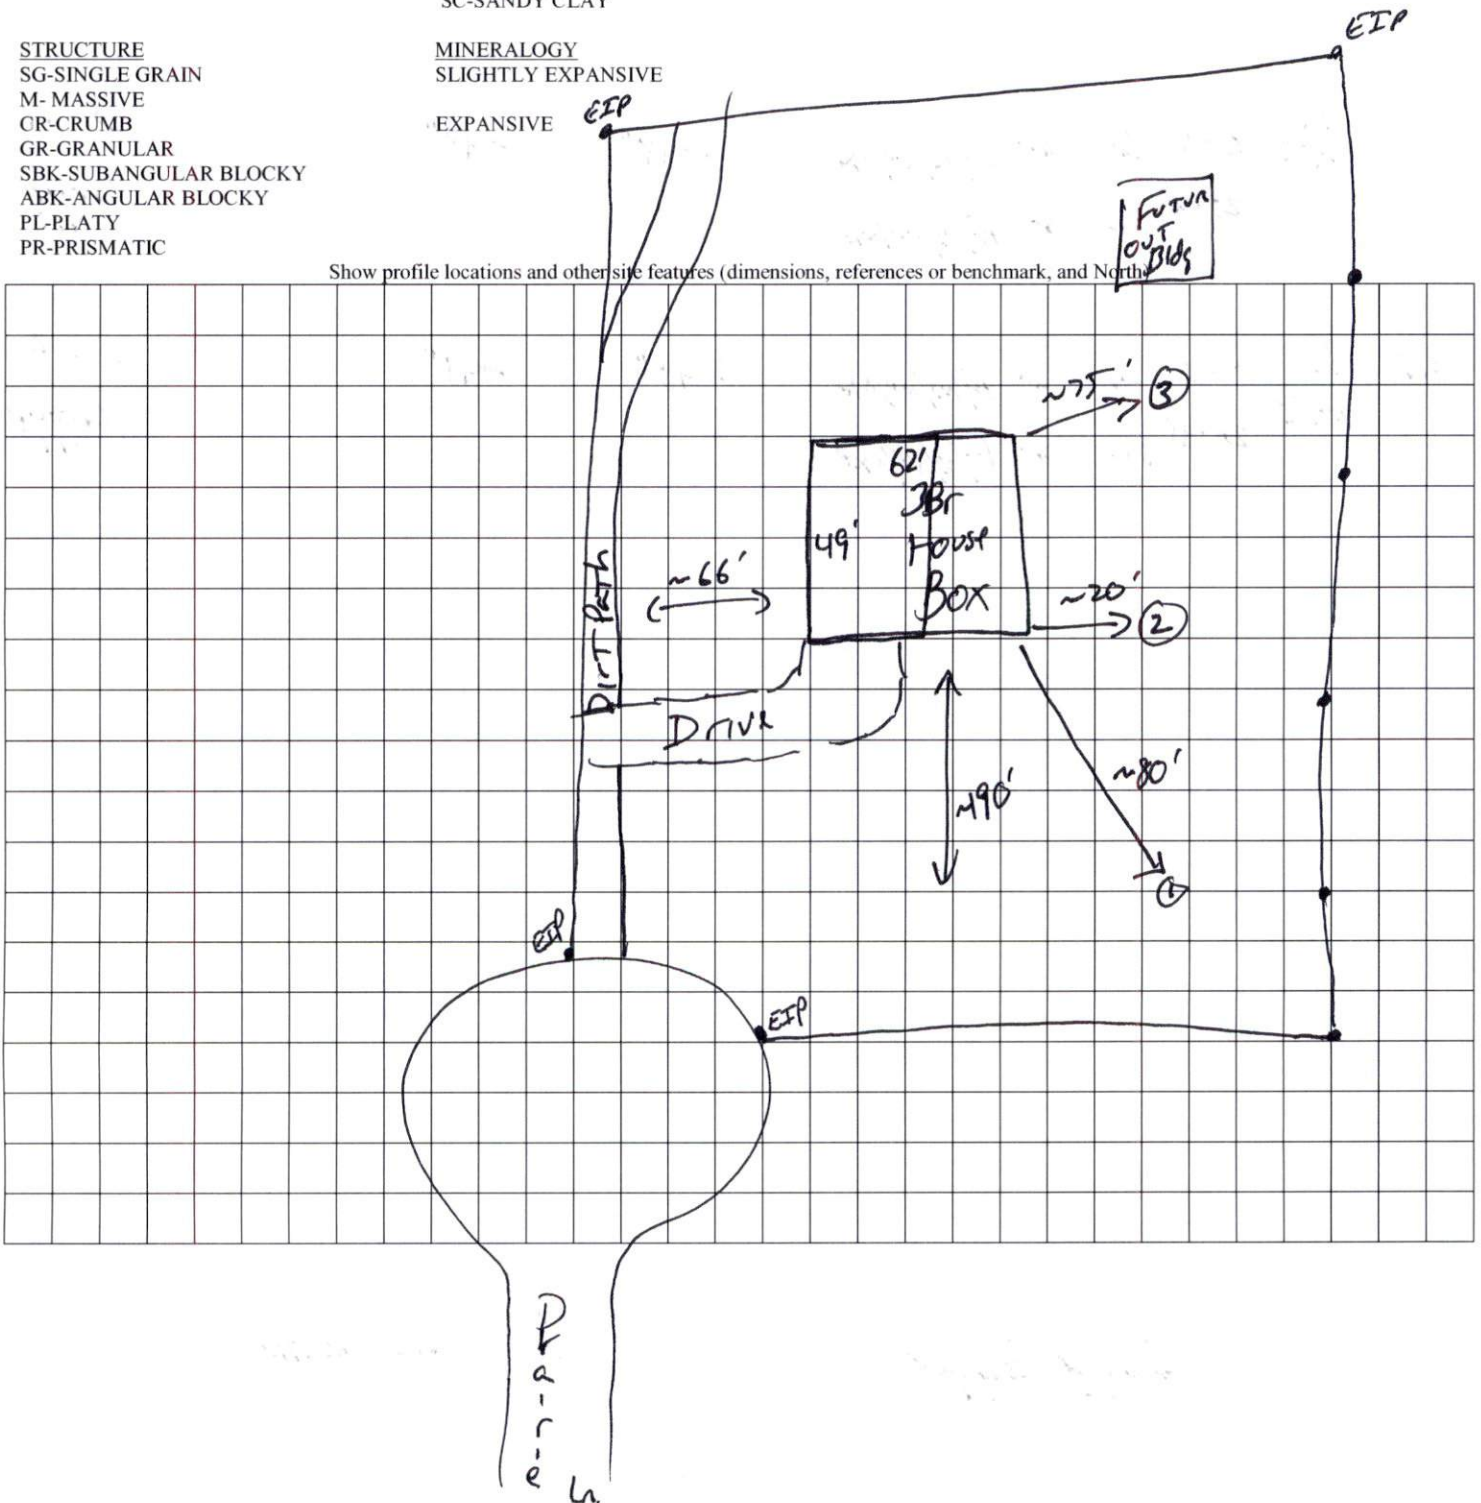 SC-SANDY CLAY
STRUCTURE
SG-SINGLE GRAIN
M- MASSIVE
CR-CRUMB
GR-GRANULAR
SBK-SUBANGULAR BLOCKY
ABK-ANGULAR BLOCKY
PL-PLATY
PR-PRISMATIC
MINERALOGY
SLIGHTLY EXPANSIVE
EXPANSIVE
EIP
EIP
FUTUR
OUT
Bldg
Show profile locations and other site features (dimensions, references or benchmark, and North)
~75'
3
62'
3Br
49'
House
Box
~66'
~20'
2
Dirt Path
Drive
~80'
~190'
1
EIP
EIP
Prairie
Ln